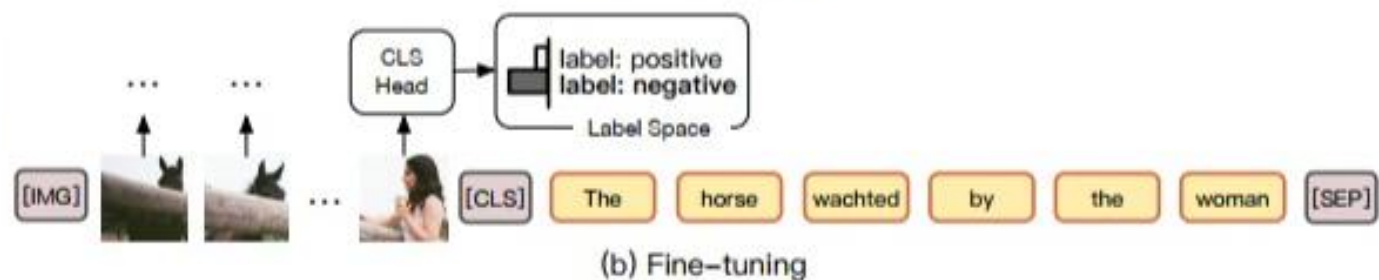 CLS
Head
label: positive
label: negative
Label Space
... ...
[IMG] ... [CLS] The horse wachted by the woman [SEP]
(b) Fine-tuning